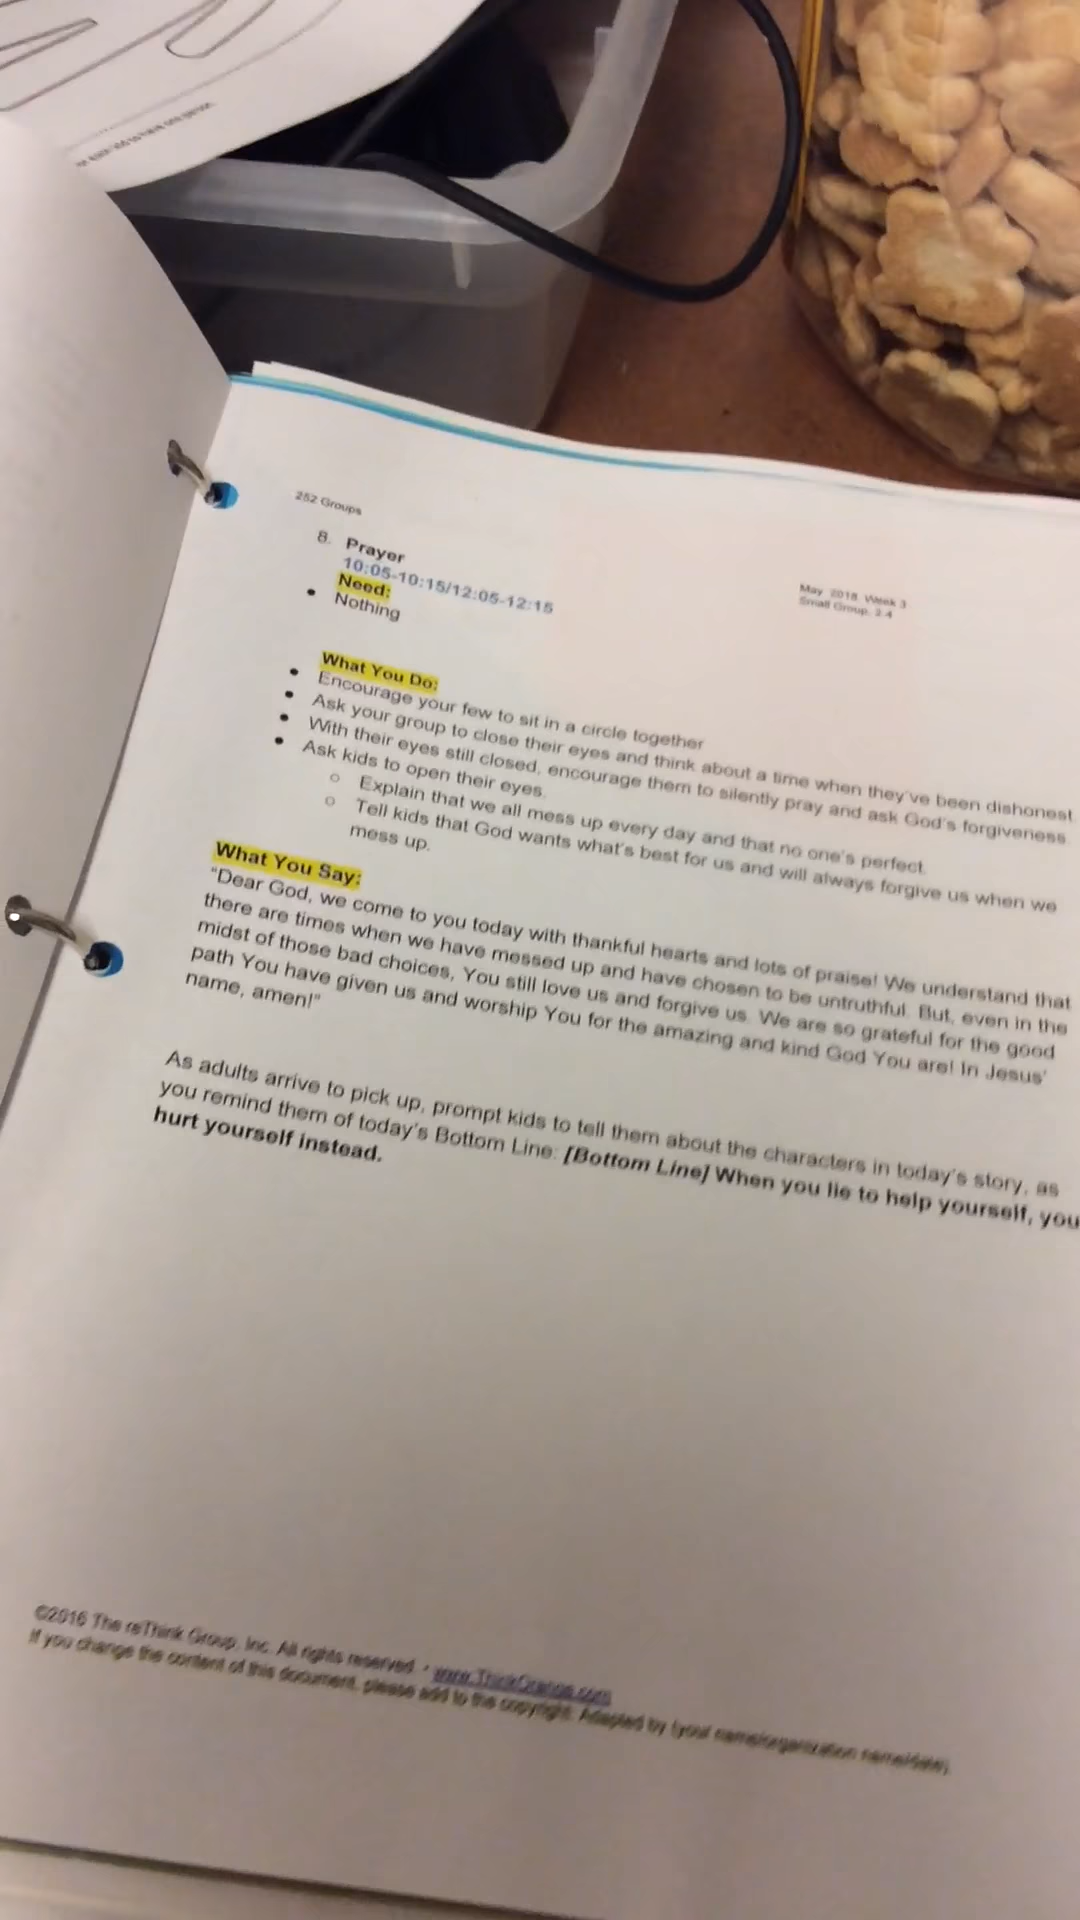 252 Groups
May 2018, Week 3
Small Group, 2-4
8. Prayer
10:05-10:15/12:05-12:15
Need:
• Nothing
What You Do:
• Encourage your few to sit in a circle together
• Ask your group to close their eyes and think about a time when they've been dishonest.
• With their eyes still closed, encourage them to silently pray and ask God's forgiveness.
• Ask kids to open their eyes.
o Explain that we all mess up every day and that no one's perfect.
o Tell kids that God wants what's best for us and will always forgive us when we
mess up.
What You Say:
"Dear God, we come to you today with thankful hearts and lots of praise! We understand that
there are times when we have messed up and have chosen to be untruthful. But, even in the
midst of those bad choices, You still love us and forgive us. We are so grateful for the good
path You have given us and worship You for the amazing and kind God You are! In Jesus'
name, amen!"
As adults arrive to pick up, prompt kids to tell them about the characters in today's story, as
you remind them of today's Bottom Line: [Bottom Line] When you lie to help yourself, you
hurt yourself instead.
©2016 The reThink Group, Inc. All rights reserved. • www.ThinkOrange.com
If you change the content of this document, please add to the copyright: Adapted by (your name/organization name/date)